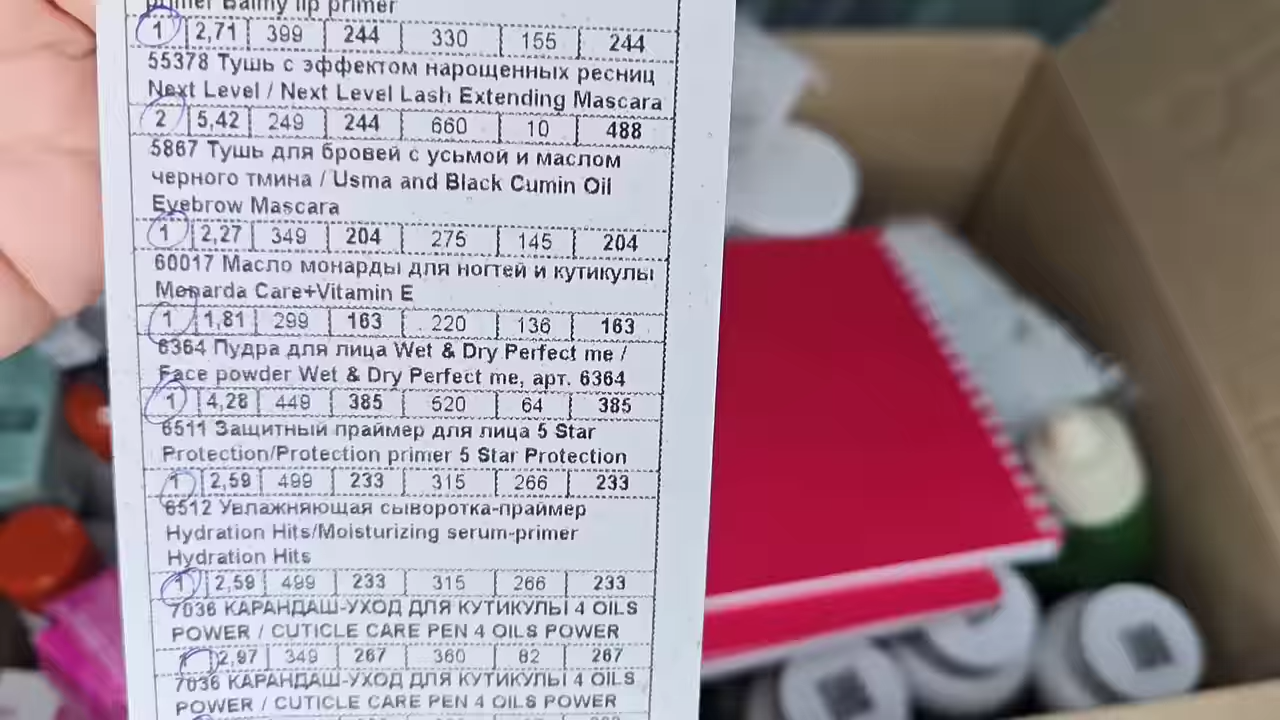 primer Balmy lip primer
1 2,71 399 244 330 155 244
55378 Тушь с эффектом нарощенных ресниц
Next Level / Next Level Lash Extending Mascara
2 5,42 249 244 660 10 488
5867 Тушь для бровей с усьмой и маслом
черного тмина / Usma and Black Cumin Oil
Eyebrow Mascara
1 2,27 349 204 275 145 204
60017 Масло монарды для ногтей и кутикулы
Monarda Care+Vitamin E
1 1,81 299 163 220 136 163
6364 Пудра для лица Wet & Dry Perfect me /
Face powder Wet & Dry Perfect me, арт. 6364
1 4,28 449 385 520 64 385
6511 Защитный праймер для лица 5 Star
Protection/Protection primer 5 Star Protection
1 2,59 499 233 315 266 233
6512 Увлажняющая сыворотка-праймер
Hydration Hits/Moisturizing serum-primer
Hydration Hits
1 2,59 499 233 315 266 233
7036 КАРАНДАШ-УХОД ДЛЯ КУТИКУЛЫ 4 OILS
POWER / CUTICLE CARE PEN 4 OILS POWER
1 2,97 349 267 360 82 267
7036 КАРАНДАШ-УХОД ДЛЯ КУТИКУЛЫ 4 OILS
POWER / CUTICLE CARE PEN 4 OILS POWER